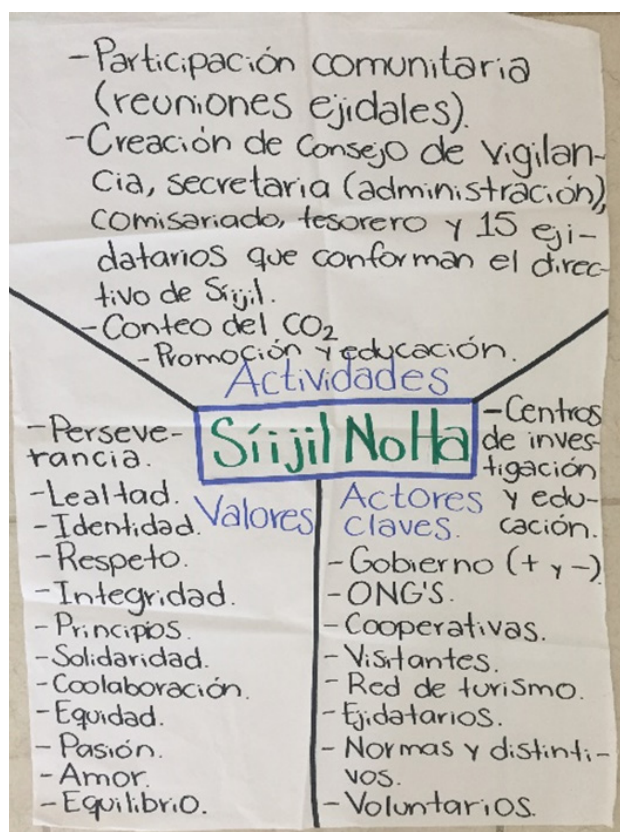 -Participación comunitaria
(reuniones ejidales).
-Creación de Consejo de Vigilan-
cia, secretaria (administración),
comisariado, tesorero y 15 eji-
datarios que conforman el direc-
tivo de Síijil.
-Conteo del CO₂
-Promoción y educación.
Actividades
Síijil NoHa
-Perseve-
rancia.
-Lealtad.
-Identidad.
-Respeto.
-Integridad.
-Principios.
-Solidaridad.
-Coolaboración.
-Equidad.
-Pasión.
-Amor.
-Equilibrio.
Valores
Actores
claves.
-Centros
de inves-
tigación
y edu-
cación.
-Gobierno (+ y -)
-ONG'S.
-Cooperativas.
-Visitantes.
-Red de turismo.
-Ejidatarios.
-Normas y distinti-
vos.
-Voluntarios.